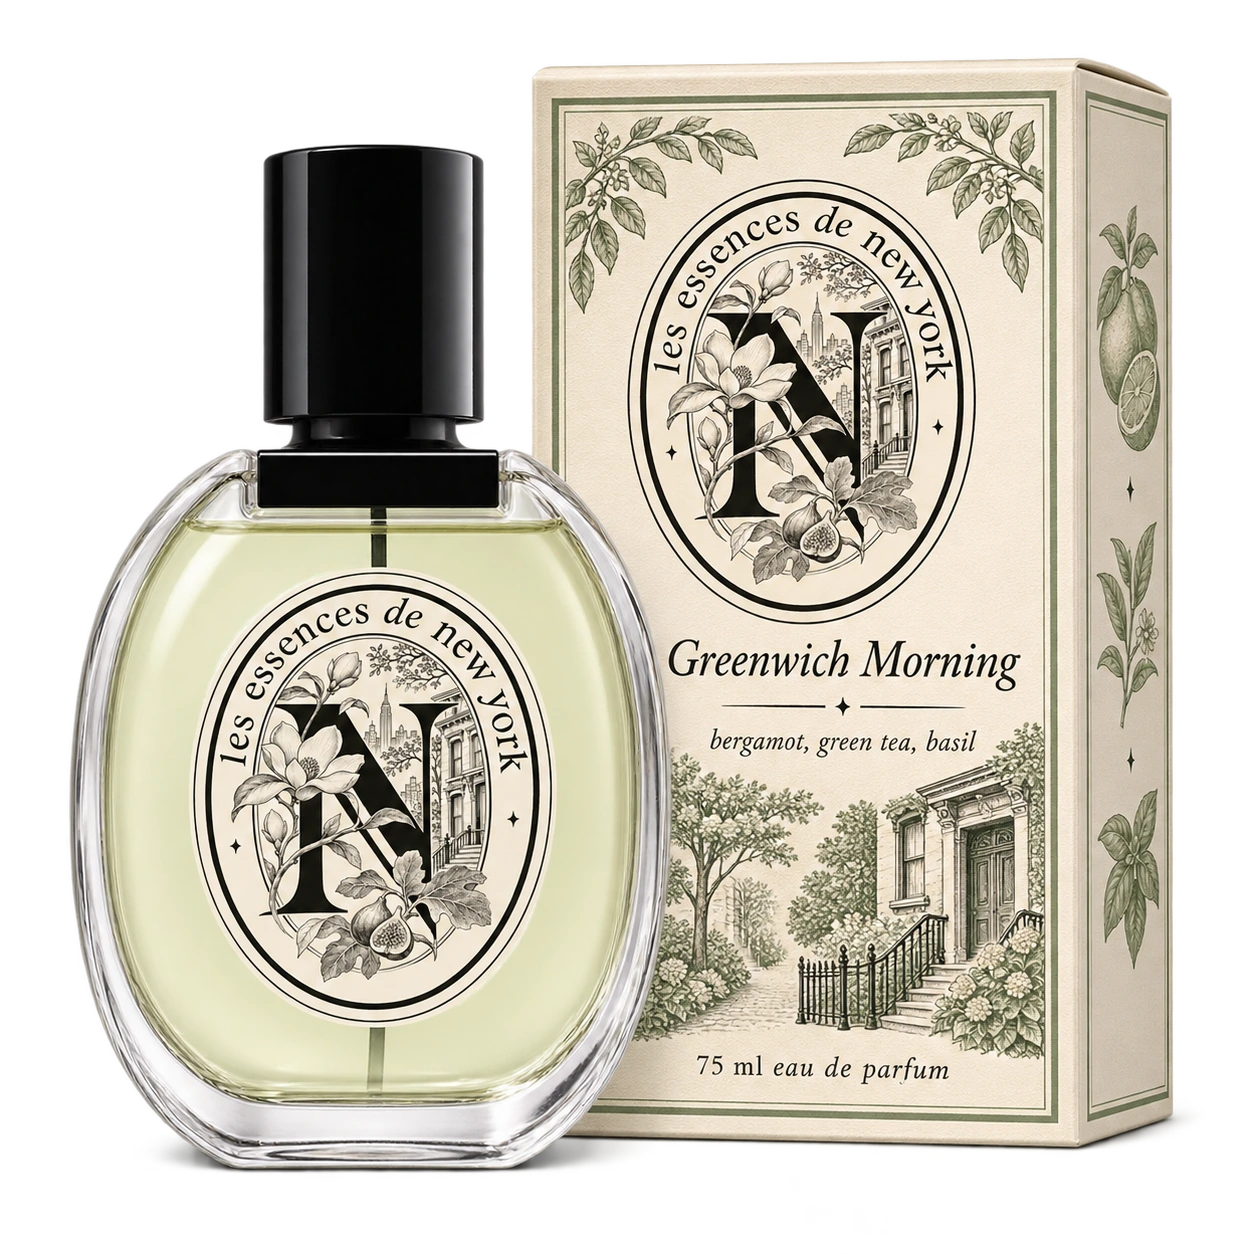 les essences de new york
N
les essences de new york
N
Greenwich Morning
bergamot, green tea, basil
75 ml eau de parfum